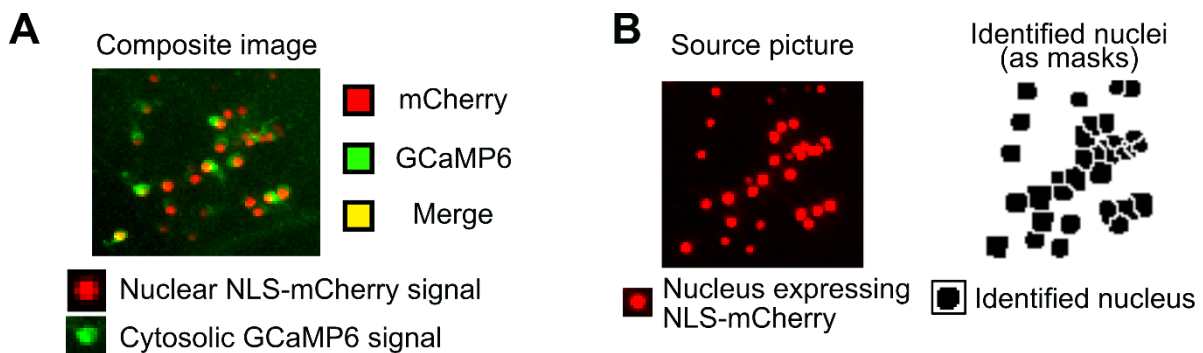 A
Composite image
mCherry
GCaMP6
Merge
Nuclear NLS-mCherry signal
Cytosolic GCaMP6 signal
B
Source picture
Identified nuclei
(as masks)
Nucleus expressing
NLS-mCherry
Identified nucleus